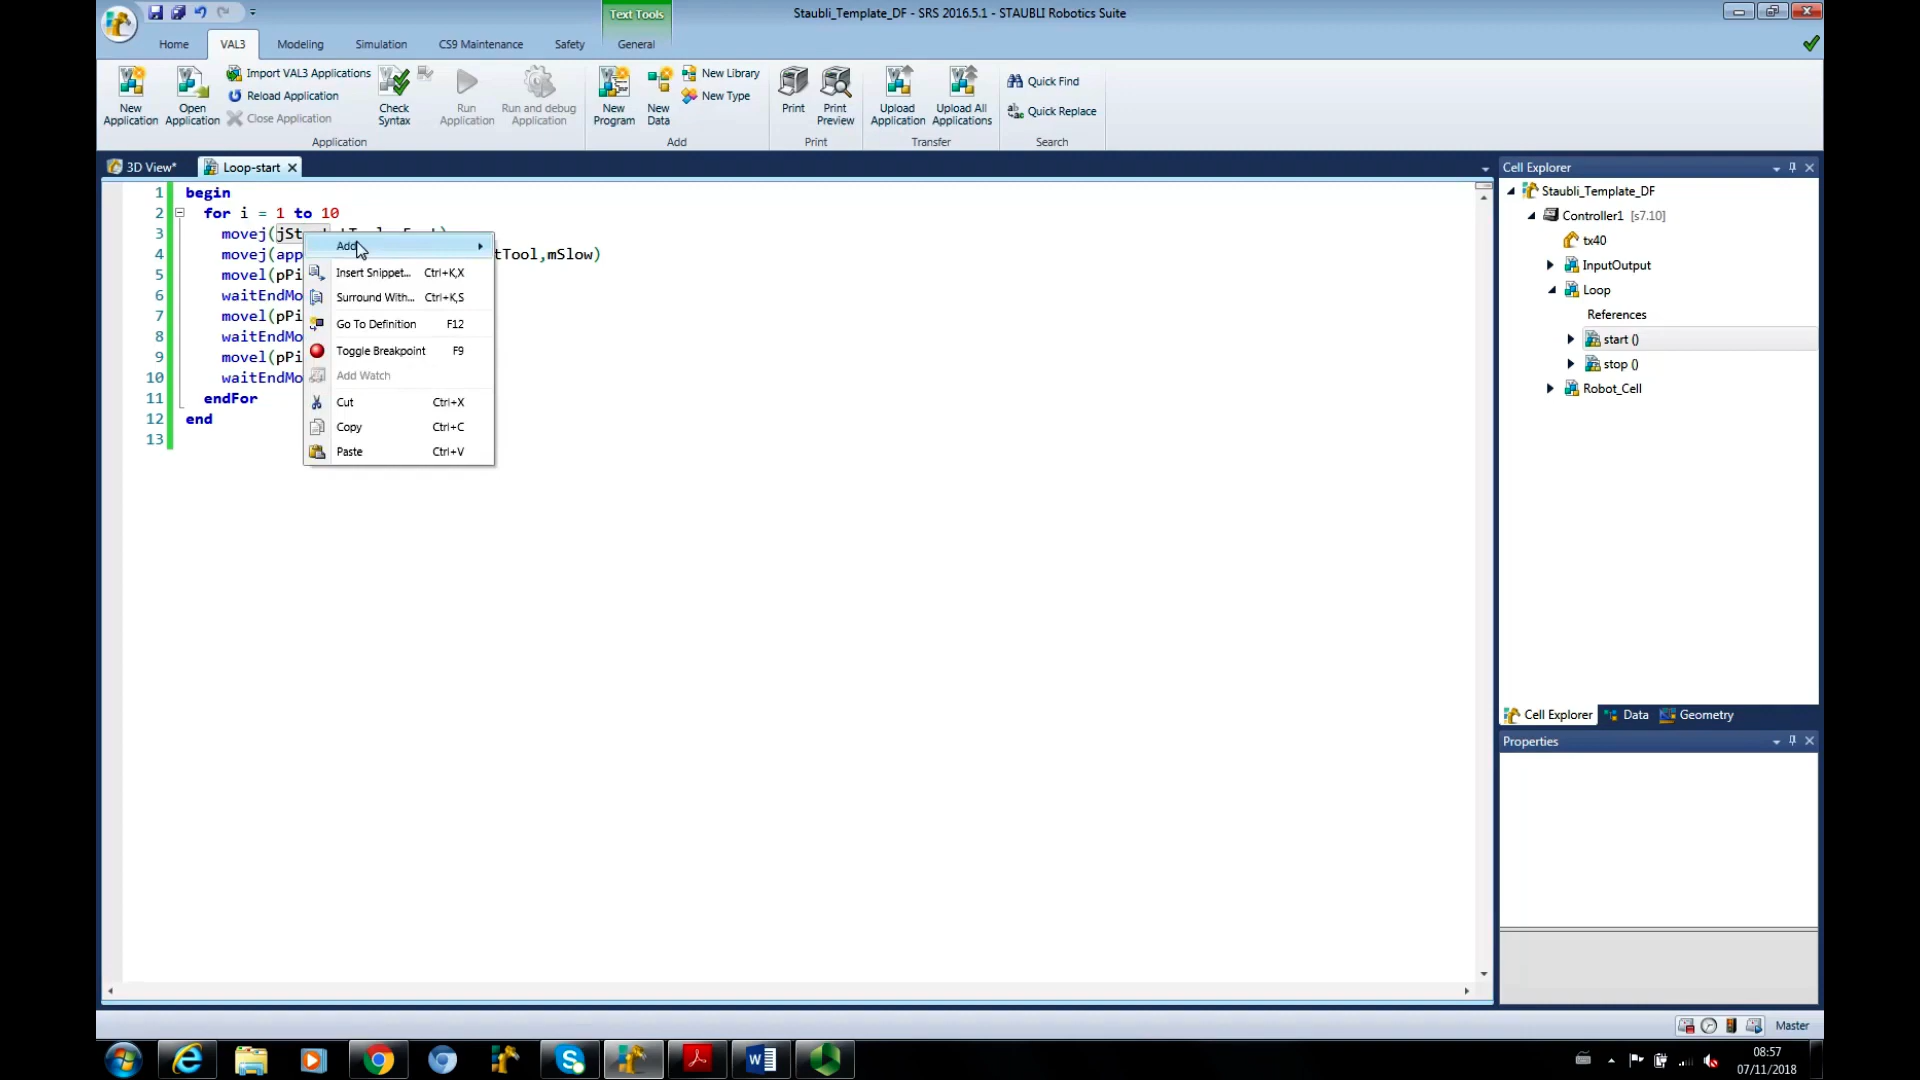 Text Tools
Staubli_Template_DF - SRS 2016.5.1 - STAUBLI Robotics Suite
Home
VAL3
Modeling
Simulation
CS9 Maintenance
Safety
General
New Application
Open Application
Import VAL3 Applications
Reload Application
Close Application
Check Syntax
Run Application
Run and debug Application
New Program
New Data
New Library
New Type
Print
Print Preview
Upload Application
Upload All Applications
Quick Find
Quick Replace
Application
Add
Print
Transfer
Search
3D View*
Loop-start
1 begin
2 for i = 1 to 10
3 movej(jSt
4 movej(app tTool,mSlow)
5 movel(pPi
6 waitEndMo
7 movel(pPi
8 waitEndMo
9 movel(pPi
10 waitEndMo
11 endFor
12 end
13
Add
Insert Snippet... Ctrl+K,X
Surround With... Ctrl+K,S
Go To Definition F12
Toggle Breakpoint F9
Add Watch
Cut Ctrl+X
Copy Ctrl+C
Paste Ctrl+V
Cell Explorer
Staubli_Template_DF
Controller1 [s7.10]
tx40
InputOutput
Loop
References
start ()
stop ()
Robot_Cell
Cell Explorer
Data
Geometry
Properties
Master
08:57
07/11/2018